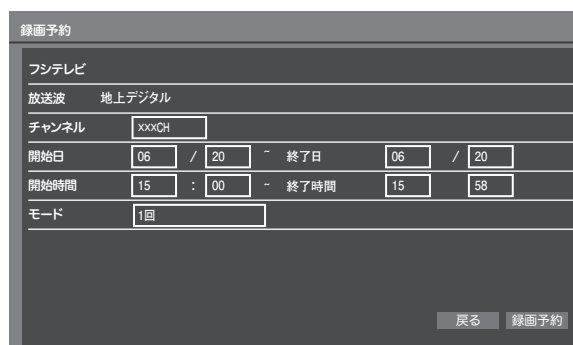 録画予約
フシテレビ
放送波 地上デジタル
チャンネル xxxCH
開始日 06 / 20 ~ 終了日 06 / 20
開始時間 15 : 00 ~ 終了時間 15 58
モード 1回
戻る 録画予約